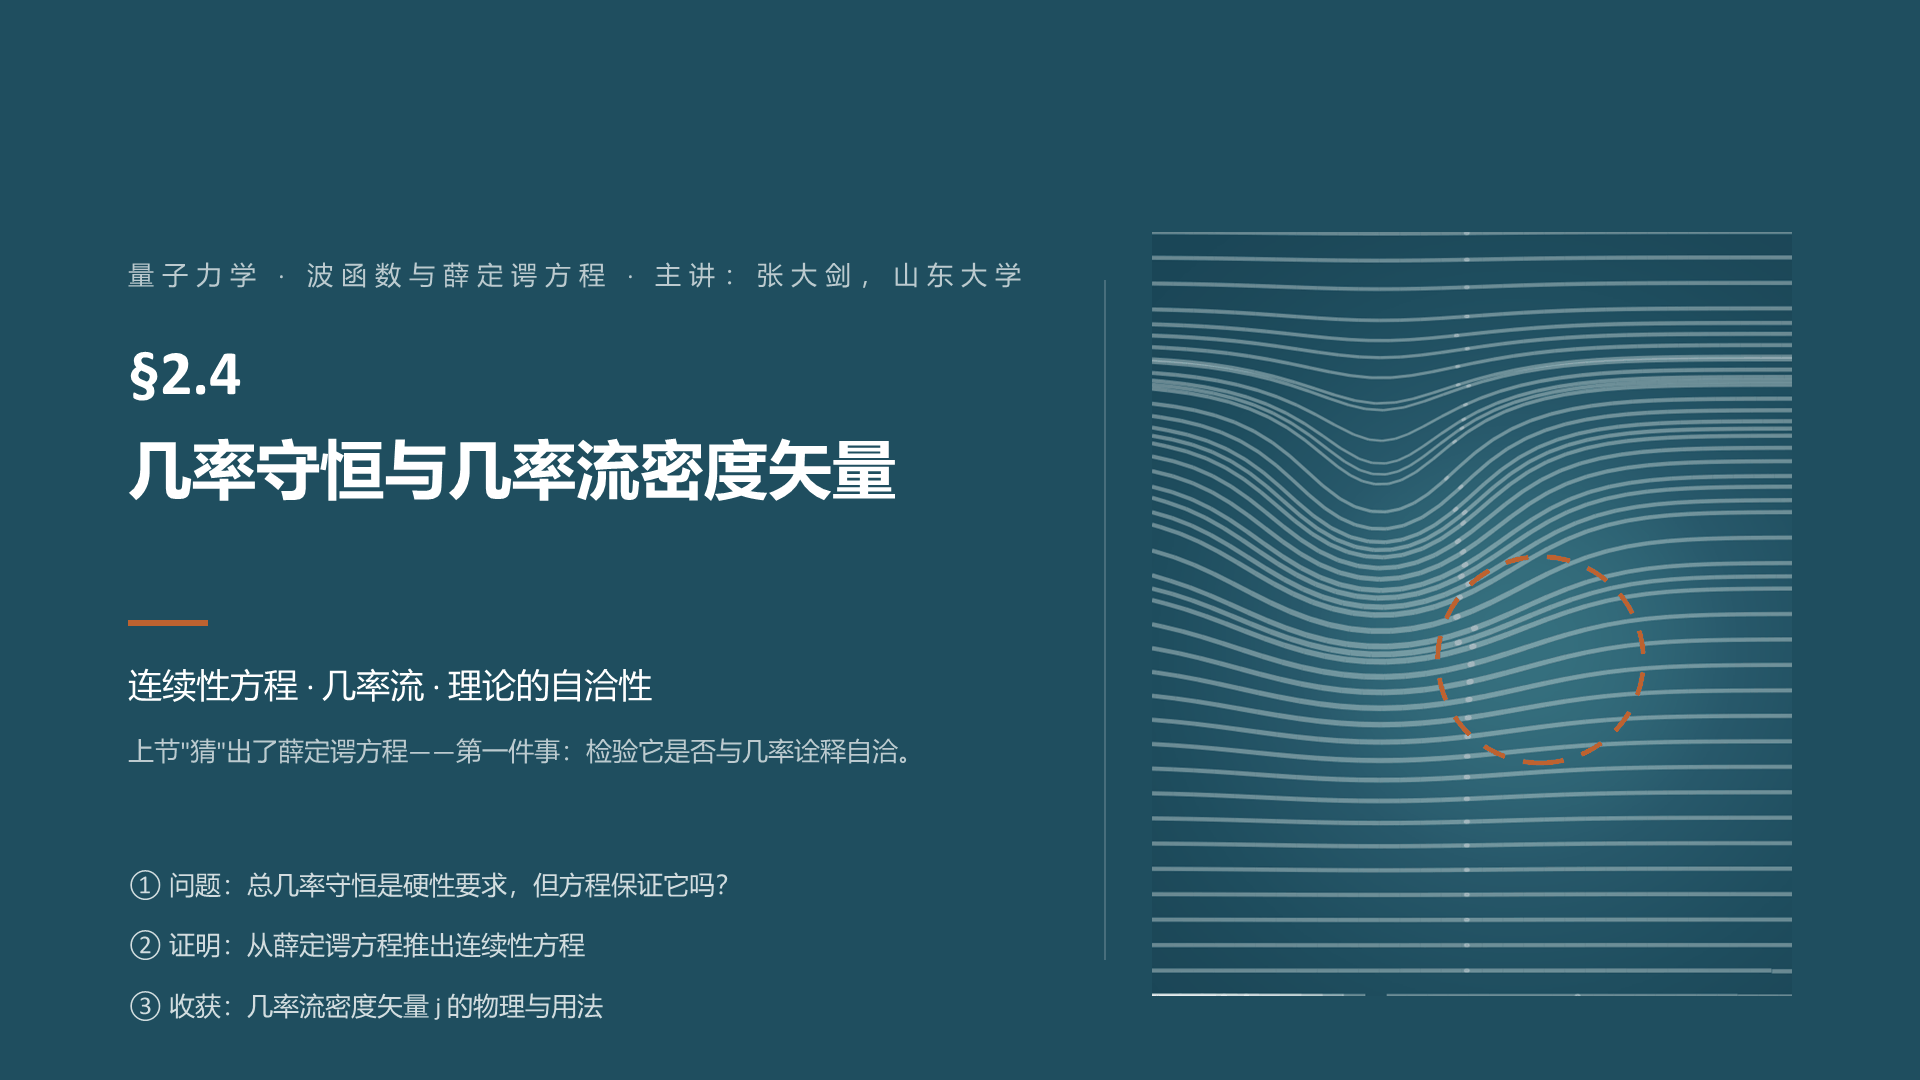 量子力学 · 波函数与薛定谔方程 · 主讲：张大剑，山东大学
§2.4
几率守恒与几率流密度矢量
连续性方程 · 几率流 · 理论的自洽性
上节"猜"出了薛定谔方程——第一件事：检验它是否与几率诠释自洽。
① 问题：总几率守恒是硬性要求，但方程保证它吗？
② 证明：从薛定谔方程推出连续性方程
③ 收获：几率流密度矢量 j 的物理与用法